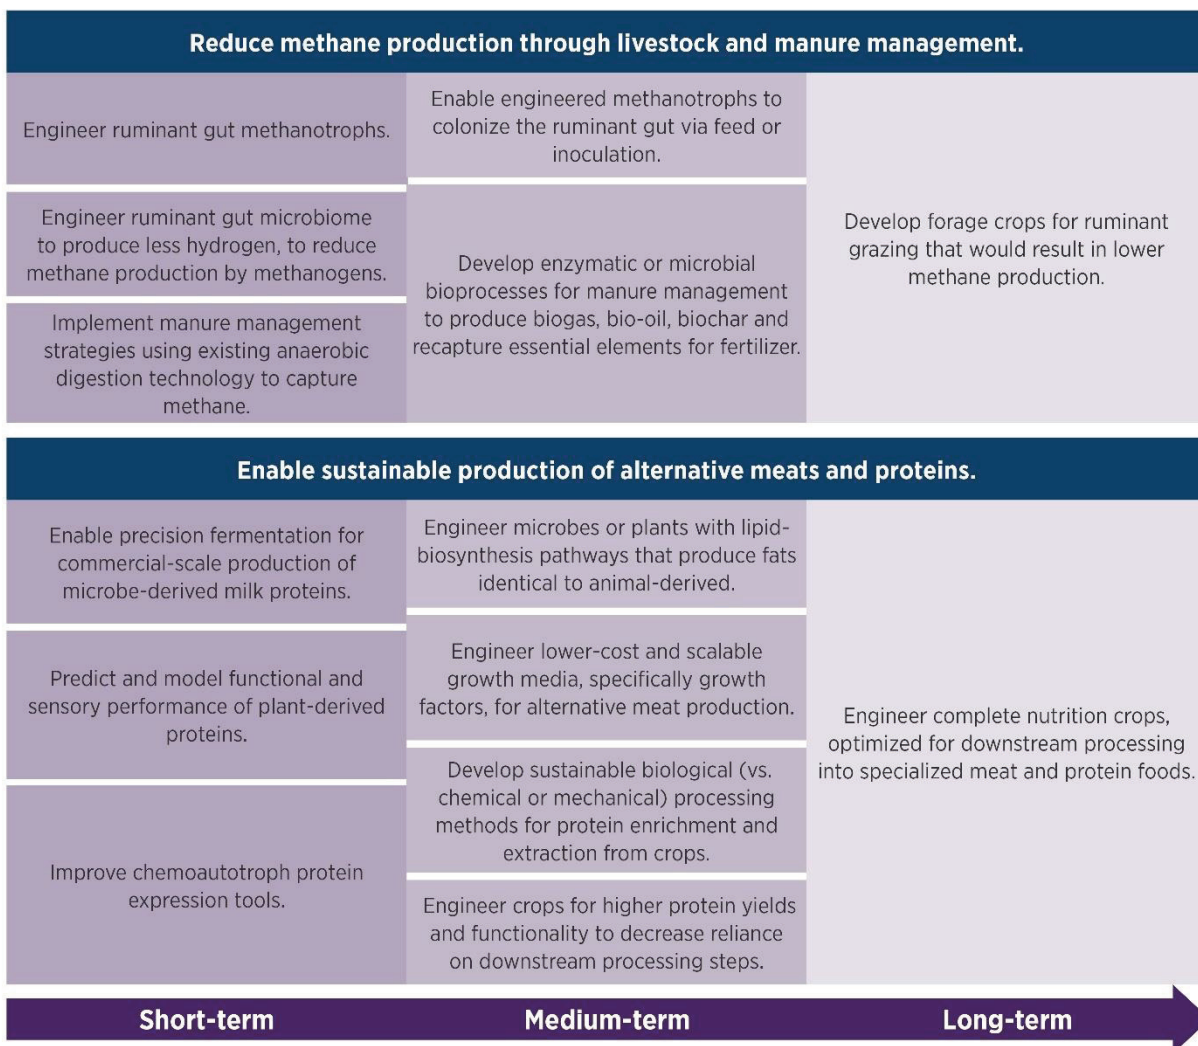 Reduce methane production through livestock and manure management.
Engineer ruminant gut methanotrophs.
Engineer ruminant gut microbiome
to produce less hydrogen, to reduce
methane production by methanogens.
Implement manure management
strategies using existing anaerobic
digestion technology to capture
methane.
Enable engineered methanotrophs to
colonize the ruminant gut via feed or
inoculation.
Develop enzymatic or microbial
bioprocesses for manure management
to produce biogas, bio-oil, biochar and
recapture essential elements for fertilizer.
Develop forage crops for ruminant
grazing that would result in lower
methane production.
Enable sustainable production of alternative meats and proteins.
Enable precision fermentation for
commercial-scale production of
microbe-derived milk proteins.
Predict and model functional and
sensory performance of plant-derived
proteins.
Improve chemoautotroph protein
expression tools.
Engineer microbes or plants with lipid-
biosynthesis pathways that produce fats
identical to animal-derived.
Engineer lower-cost and scalable
growth media, specifically growth
factors, for alternative meat production.
Develop sustainable biological (vs.
chemical or mechanical) processing
methods for protein enrichment and
extraction from crops.
Engineer crops for higher protein yields
and functionality to decrease reliance
on downstream processing steps.
Engineer complete nutrition crops,
optimized for downstream processing
into specialized meat and protein foods.
Short-term
Medium-term
Long-term